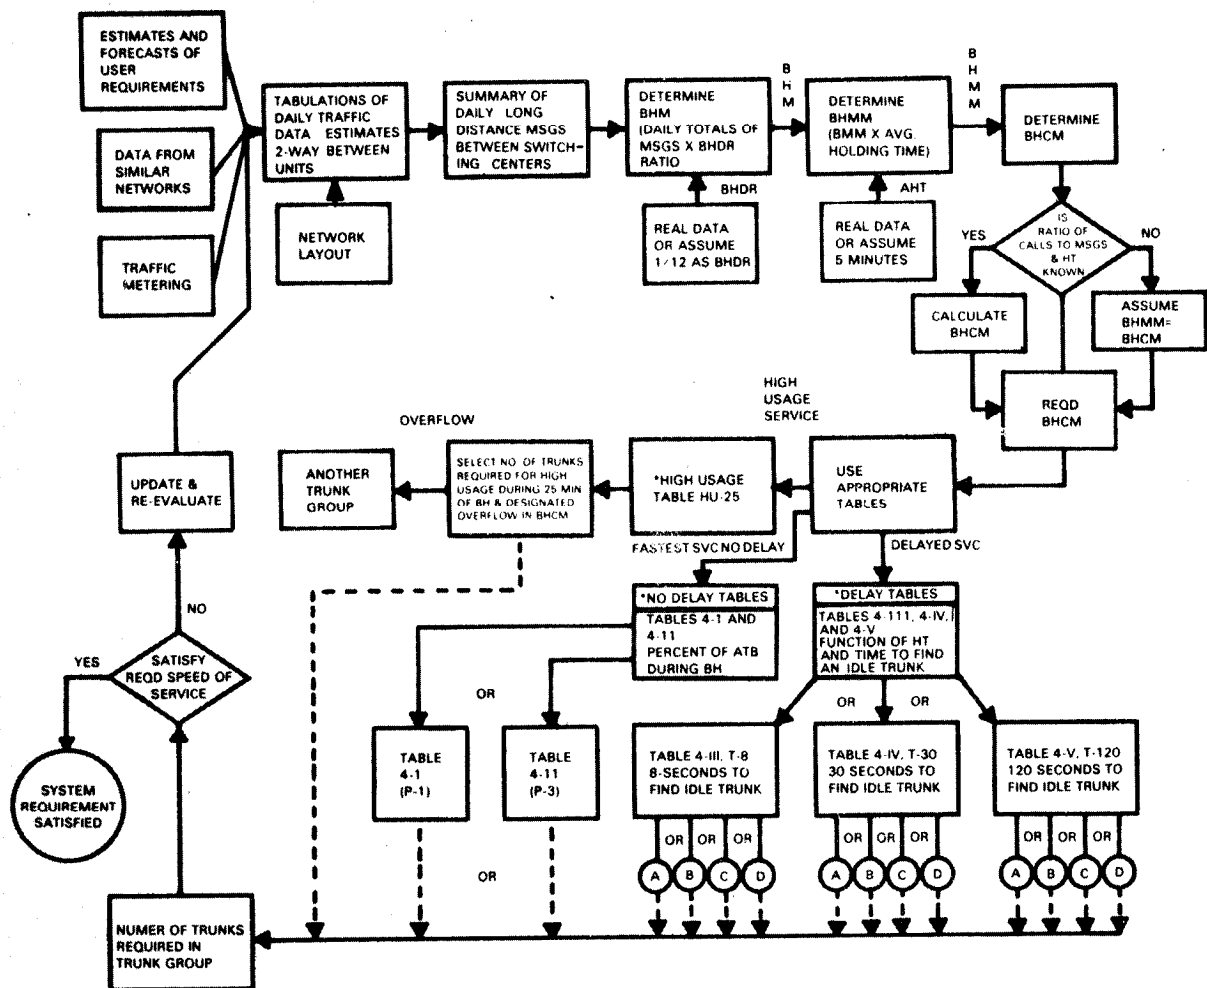 ESTIMATES AND
FORECASTS OF
USER
REQUIREMENTS
DATA FROM
SIMILAR
NETWORKS
TRAFFIC
METERING
TABULATIONS OF
DAILY TRAFFIC
DATA ESTIMATES
2-WAY BETWEEN
UNITS
NETWORK
LAYOUT
SUMMARY OF
DAILY LONG
DISTANCE MSGS
BETWEEN SWITCH-
ING CENTERS
DETERMINE
BHM
(DAILY TOTALS OF
MSGS X BHDR
RATIO
BHDR
REAL DATA
OR ASSUME
1/12 AS BHDR
B
H
M
DETERMINE
BHMM
(BMM X AVG.
HOLDING TIME)
AHT
REAL DATA
OR ASSUME
5 MINUTES
B
H
M
M
DETERMINE
BHCM
IS
RATIO OF
CALLS TO MSGS
& HT
KNOWN
YES
NO
CALCULATE
BHCM
ASSUME
BHMM=
BHCM
REQD
BHCM
HIGH
USAGE
SERVICE
OVERFLOW
USE
APPROPRIATE
TABLES
*HIGH USAGE
TABLE HU-25
SELECT NO. OF TRUNKS
REQUIRED FOR HIGH
USAGE DURING 25 MIN
OF BH & DESIGNATED
OVERFLOW IN BHCM
ANOTHER
TRUNK
GROUP
UPDATE &
RE-EVALUATE
FASTEST SVC NO DELAY
DELAYED SVC
*NO DELAY TABLES
TABLES 4-1 AND
4-11
PERCENT OF ATB
DURING BH
*DELAY TABLES
TABLES 4-111, 4-IV,
AND 4-V
FUNCTION OF HT
AND TIME TO FIND
AN IDLE TRUNK
NO
YES
SATISFY
REQD SPEED OF
SERVICE
SYSTEM
REQUIREMENT
SATISFIED
OR
OR
OR
TABLE
4-1
(P-1)
TABLE
4-11
(P-3)
TABLE 4-III, T-8
8-SECONDS TO
FIND IDLE TRUNK
TABLE 4-IV, T-30
30 SECONDS TO
FIND IDLE TRUNK
TABLE 4-V, T-120
120 SECONDS TO
FIND IDLE TRUNK
OR
OR
OR
OR
OR
OR
OR
OR
OR
OR
A
B
C
D
A
B
C
D
A
B
C
D
NUMER OF TRUNKS
REQUIRED IN
TRUNK GROUP